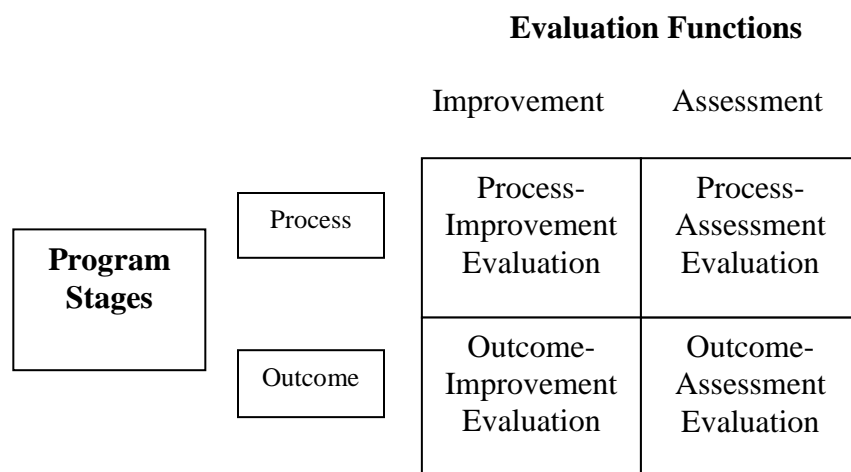 Evaluation Functions
Improvement Assessment
Program
Stages
Process
Process-
Improvement
Evaluation
Process-
Assessment
Evaluation
Outcome
Outcome-
Improvement
Evaluation
Outcome-
Assessment
Evaluation